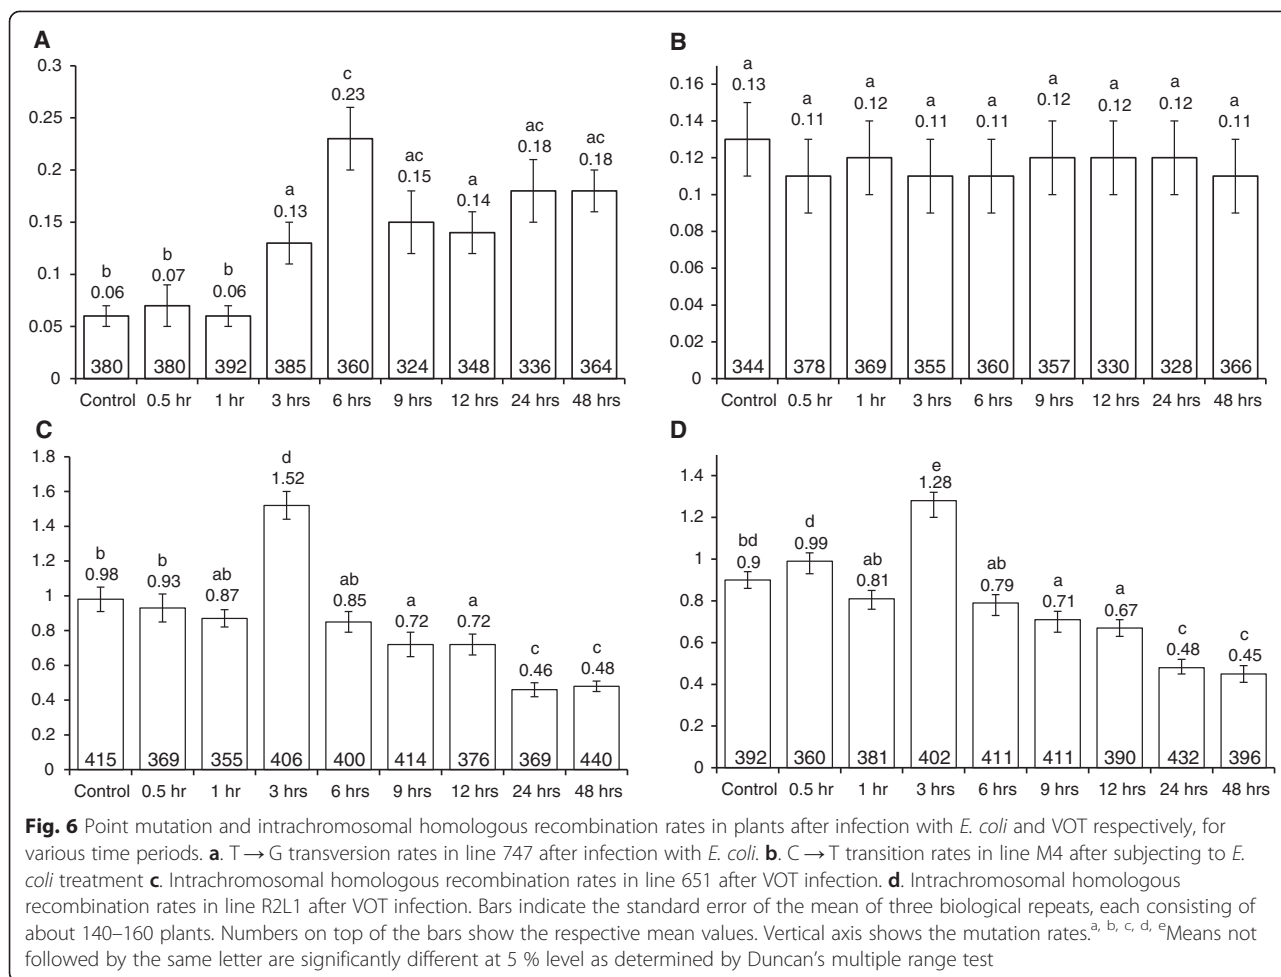 A
0.3
0.25
0.2
0.15
0.1
0.05
0
b
0.06
b
0.07
b
0.06
a
0.13
c
0.23
ac
0.15
a
0.14
ac
0.18
ac
0.18
380 380 392 385 360 324 348 336 364
Control 0.5 hr 1 hr 3 hrs 6 hrs 9 hrs 12 hrs 24 hrs 48 hrs
B
0.16
0.14
0.12
0.1
0.08
0.06
0.04
0.02
0
a
0.13
a
0.11
a
0.12
a
0.11
a
0.11
a
0.12
a
0.12
a
0.12
a
0.11
344 378 369 355 360 357 330 328 366
Control 0.5 hr 1 hr 3 hrs 6 hrs 9 hrs 12 hrs 24 hrs 48 hrs
C
1.8
1.6
1.4
1.2
1
0.8
0.6
0.4
0.2
0
b
0.98
b
0.93
ab
0.87
d
1.52
ab
0.85
a
0.72
a
0.72
c
0.46
c
0.48
415 369 355 406 400 414 376 369 440
Control 0.5 hr 1 hr 3 hrs 6 hrs 9 hrs 12 hrs 24 hrs 48 hrs
D
1.4
1.2
1
0.8
0.6
0.4
0.2
0
bd
0.9
d
0.99
ab
0.81
e
1.28
ab
0.79
a
0.71
a
0.67
c
0.48
c
0.45
392 360 381 402 411 411 390 432 396
Control 0.5 hr 1 hr 3 hrs 6 hrs 9 hrs 12 hrs 24 hrs 48 hrs
Fig. 6 Point mutation and intrachromosomal homologous recombination rates in plants after infection with E. coli and VOT respectively, for
various time periods. a. T → G transversion rates in line 747 after infection with E. coli. b. C → T transition rates in line M4 after subjecting to E.
coli treatment c. Intrachromosomal homologous recombination rates in line 651 after VOT infection. d. Intrachromosomal homologous
recombination rates in line R2L1 after VOT infection. Bars indicate the standard error of the mean of three biological repeats, each consisting of
about 140–160 plants. Numbers on top of the bars show the respective mean values. Vertical axis shows the mutation rates.a, b, c, d, eMeans not
followed by the same letter are significantly different at 5 % level as determined by Duncan's multiple range test